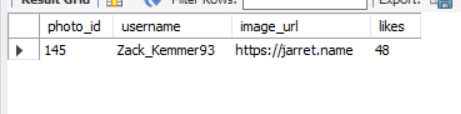 Result Grid Filter Rows: Export:
photo_id username image_url likes
145 Zack_Kemmer93 https://jarret.name 48